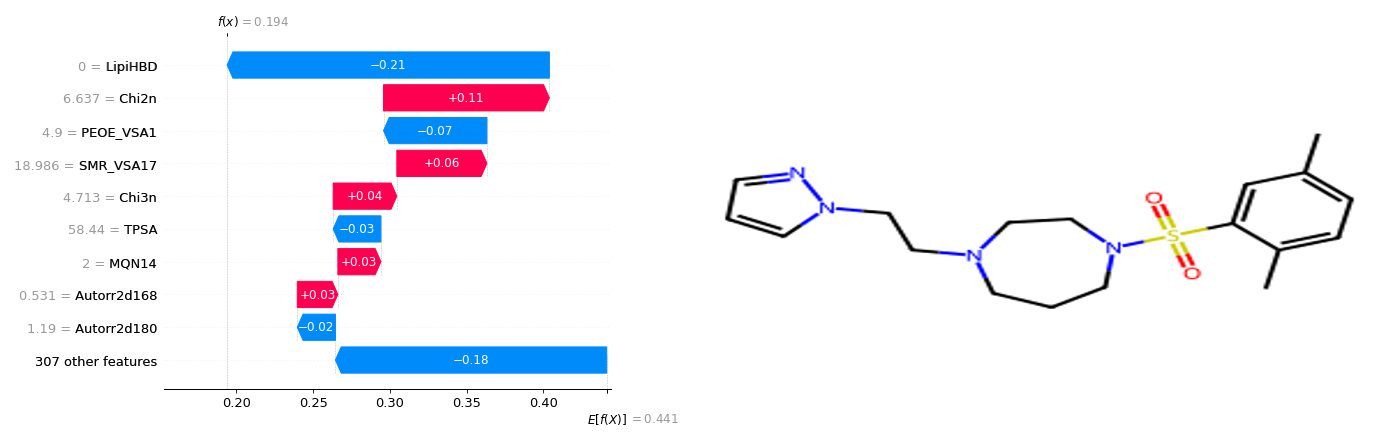 f(x) = 0.194
0 = LipiHBD
−0.21
6.637 = Chi2n
+0.11
4.9 = PEOE_VSA1
−0.07
18.986 = SMR_VSA17
+0.06
4.713 = Chi3n
+0.04
58.44 = TPSA
−0.03
2 = MQN14
+0.03
0.531 = Autorr2d168
+0.03
1.19 = Autorr2d180
−0.02
307 other features
−0.18
0.20 0.25 0.30 0.35 0.40
E[f(X)] = 0.441
N
N
N
N
O
S
O